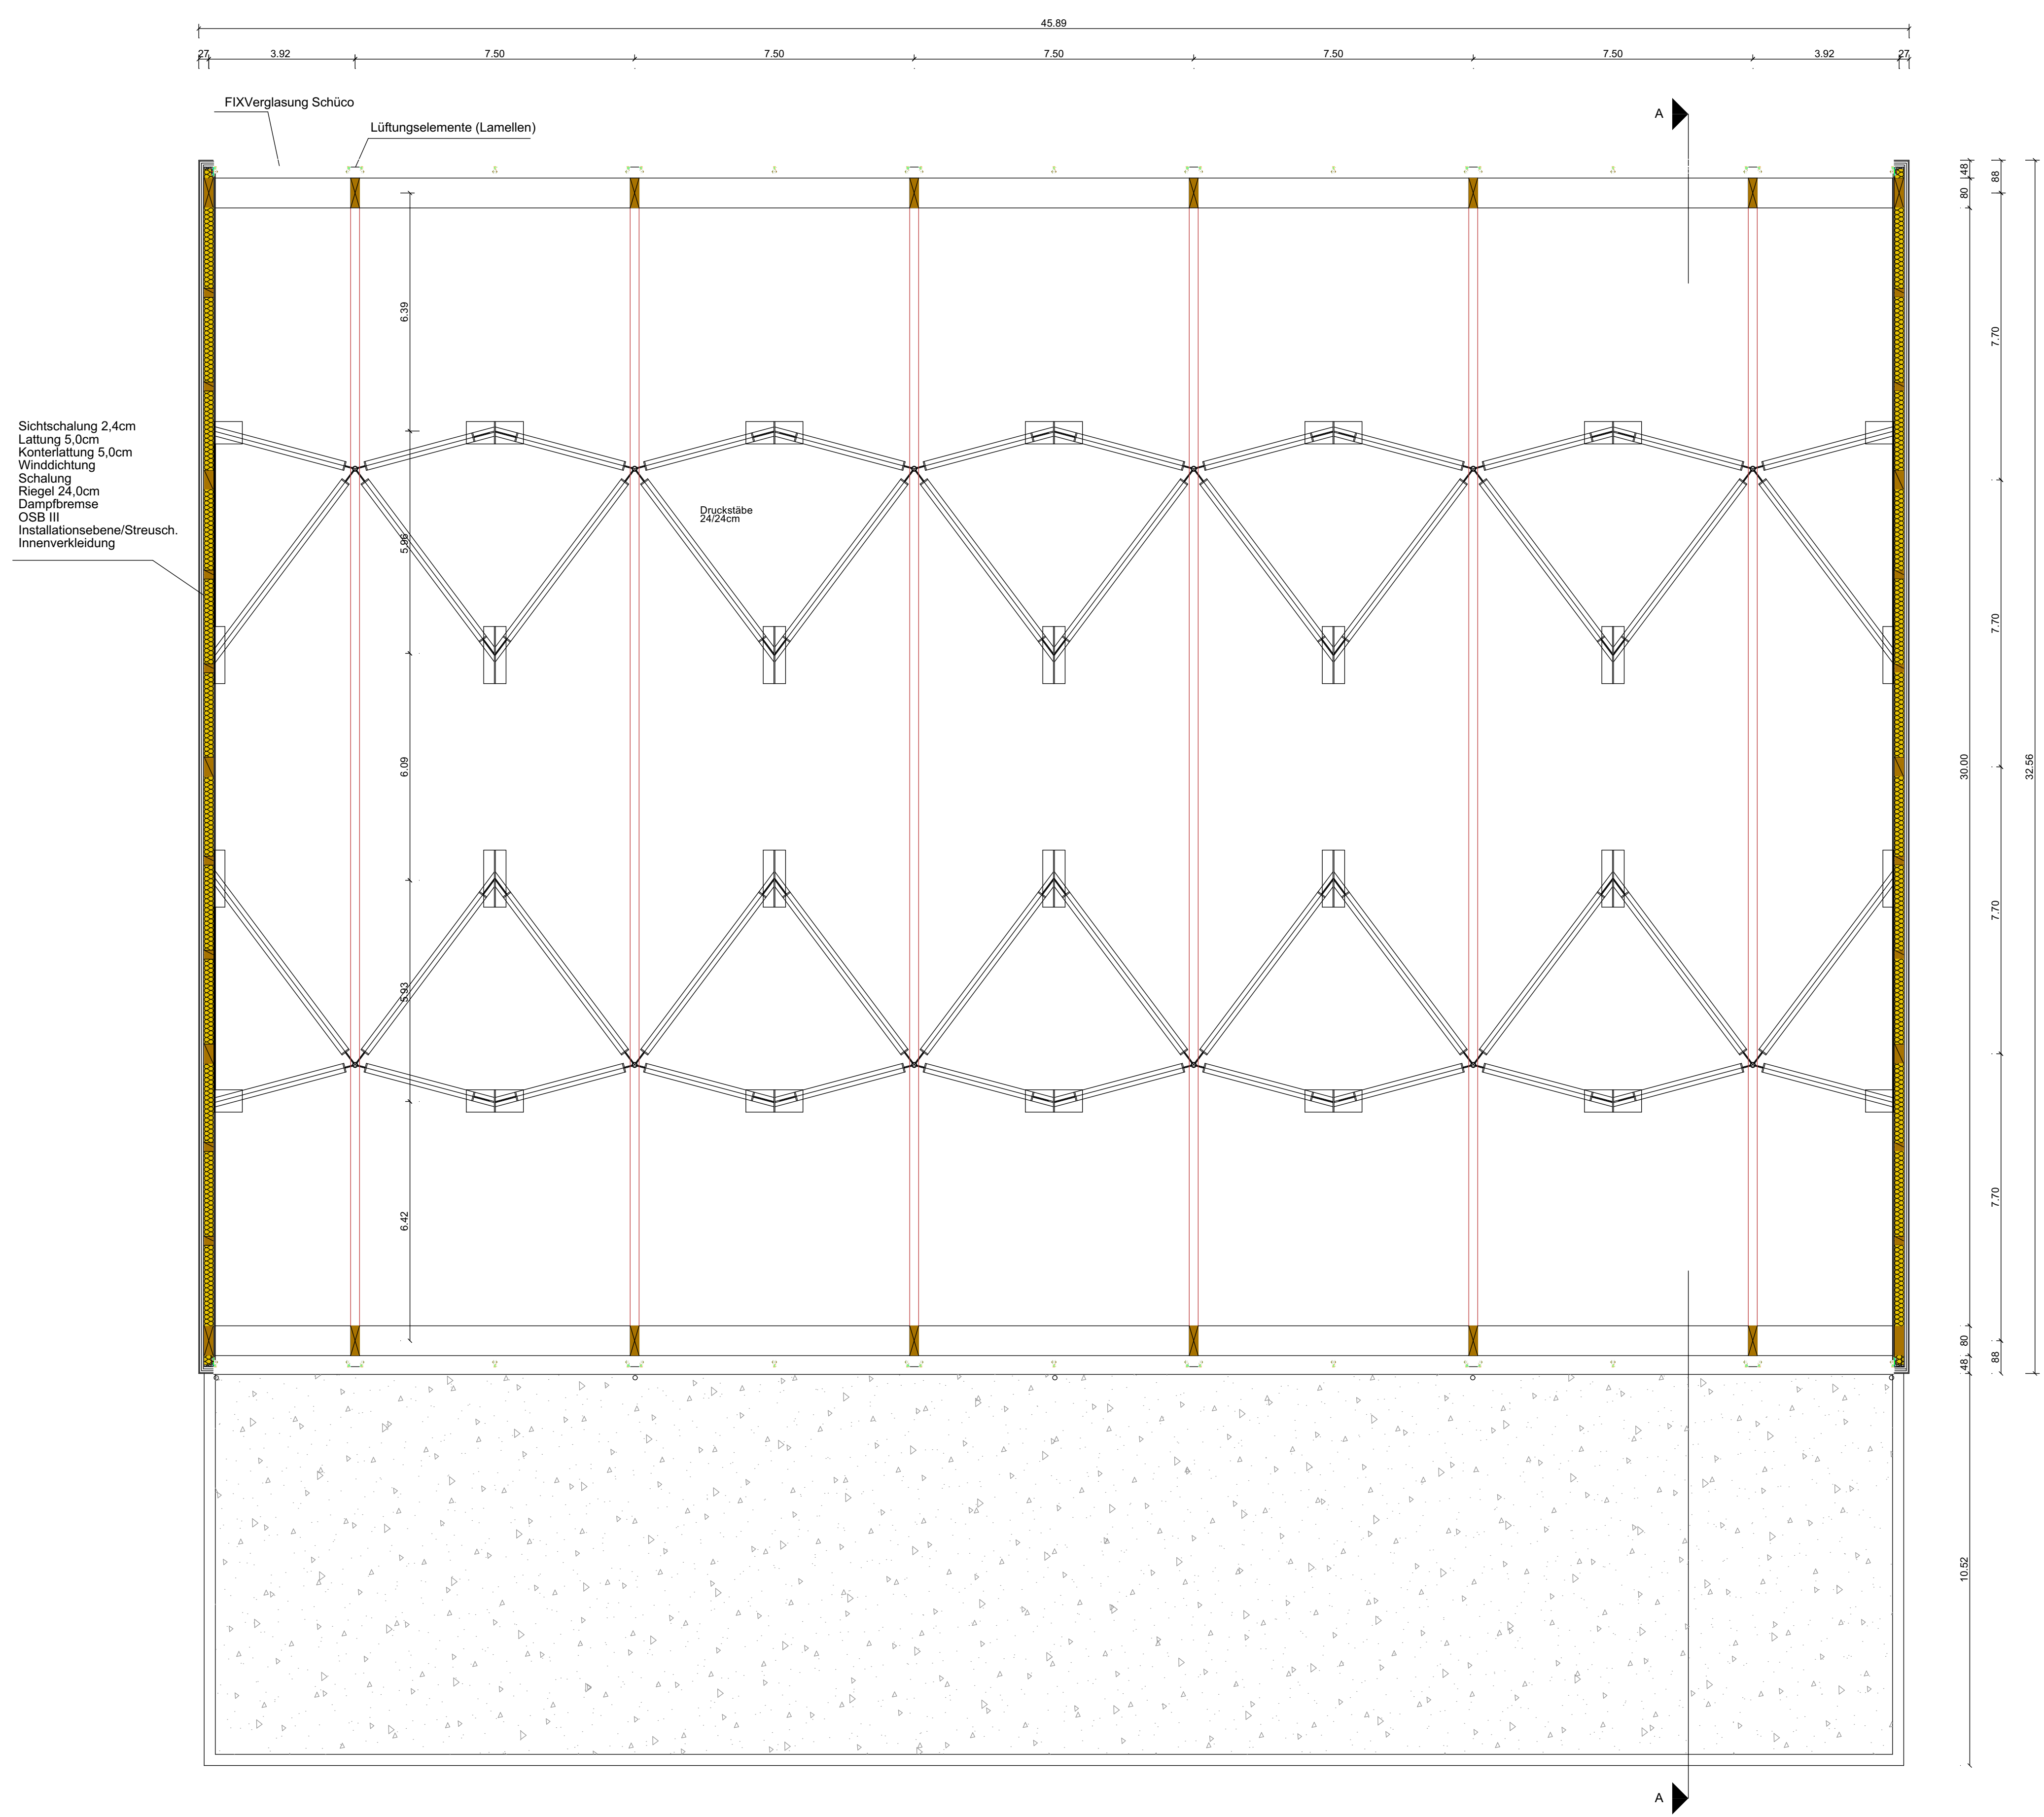 45.89
27
3.92
7.50
7.50
7.50
7.50
7.50
3.92
27
FIXVerglasung Schüco
Lüftungselemente (Lamellen)
A
48
88
80
6.39
7.70
Sichtschalung 2,4cm
Lattung 5,0cm
Konterlattung 5,0cm
Winddichtung
Schalung
Riegel 24,0cm
Dampfbremse
OSB III
Installationsebene/Streusch.
Innenverkleidung
Druckstäbe
24/24cm
5.96
7.70
6.09
30.00
32.56
7.70
5.93
7.70
6.42
80
88
48
10.52
A